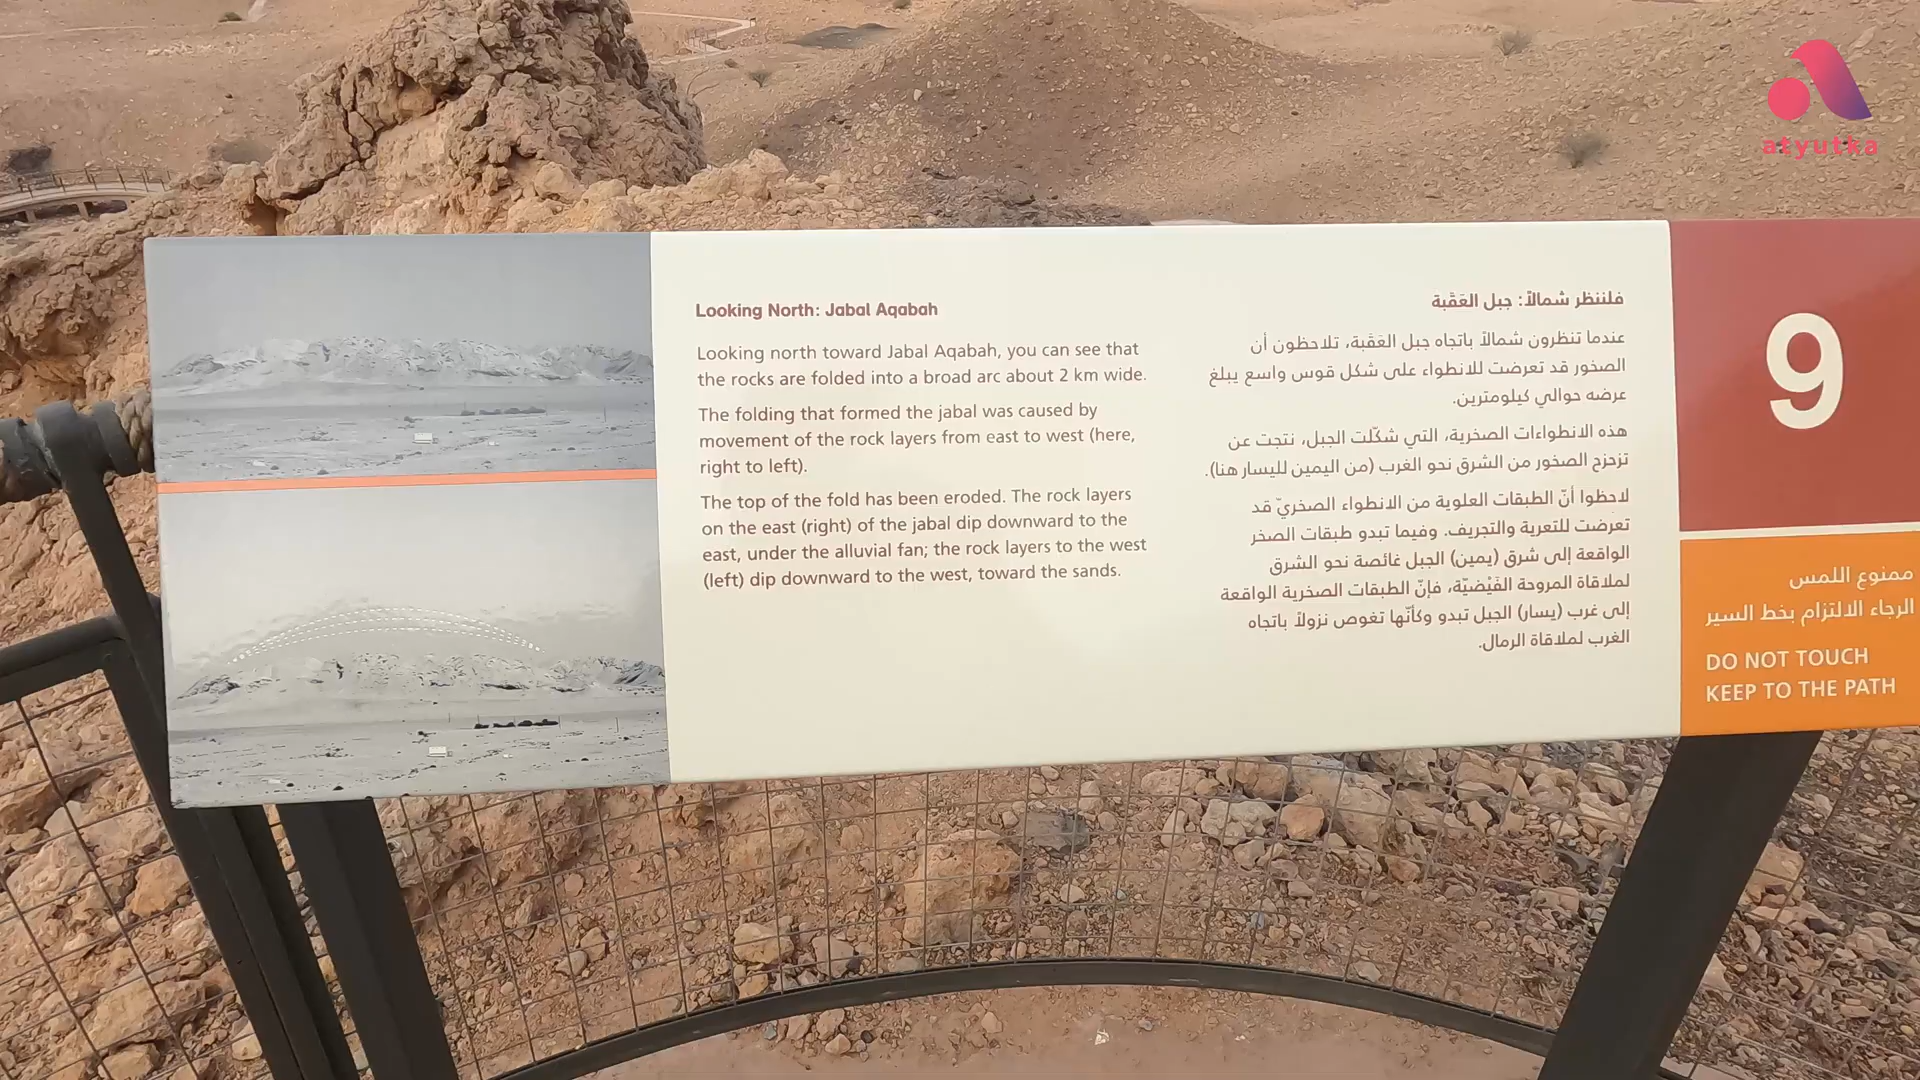 Looking North: Jabal Aqabah
Looking north toward Jabal Aqabah, you can see that
the rocks are folded into a broad arc about 2 km wide.
The folding that formed the jabal was caused by
movement of the rock layers from east to west (here,
right to left).
The top of the fold has been eroded. The rock layers
on the east (right) of the jabal dip downward to the
east, under the alluvial fan; the rock layers to the west
(left) dip downward to the west, toward the sands.
فلننظر شمالاً: جبل العَقَبة
عندما تنظرون شمالاً باتجاه جبل العَقَبة، تلاحظون أن
الصخور قد تعرضت للانطواء على شكل قوس واسع يبلغ
عرضه حوالي كيلومترين.
هذه الانطواءات الصخرية، التي شكّلت الجبل، نتجت عن
تزحزح الصخور من الشرق نحو الغرب (من اليمين لليسار هنا).
لاحظوا أنّ الطبقات العلوية من الانطواء الصخريّ قد
تعرضت للتعرية والتجريف. وفيما تبدو طبقات الصخر
الواقعة إلى شرق (يمين) الجبل غائصة نحو الشرق
لملاقاة المروحة الفَيْضيّة، فإنّ الطبقات الصخرية الواقعة
إلى غرب (يسار) الجبل تبدو وكأنّها تغوص نزولاً باتجاه
الغرب لملاقاة الرمال.
9
ممنوع اللمس
الرجاء الالتزام بخط السير
DO NOT TOUCH
KEEP TO THE PATH
atyutka